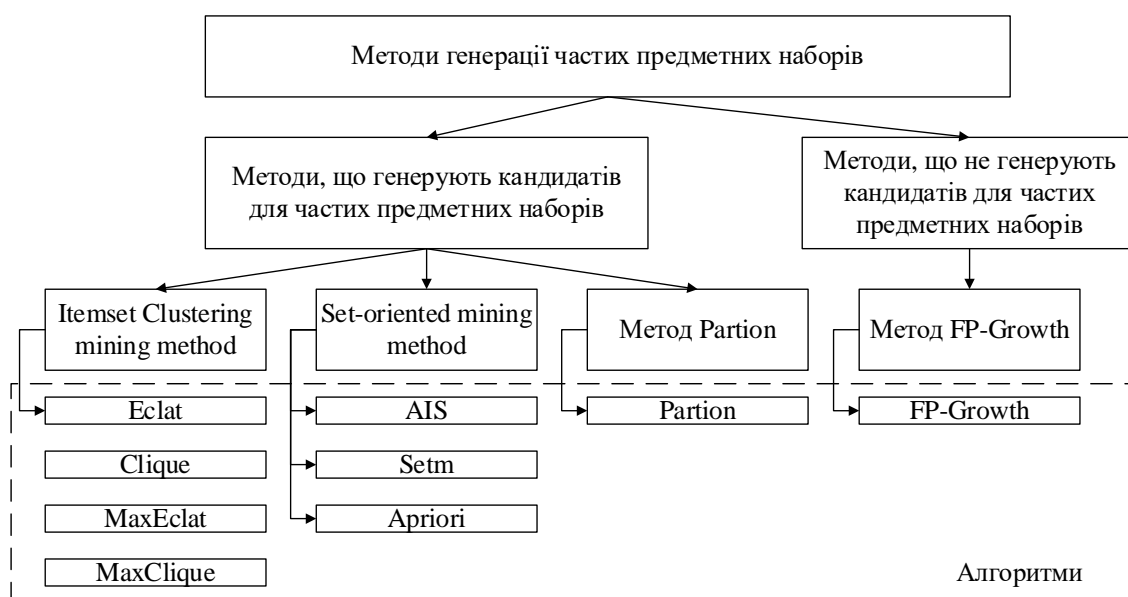 Методи генерації частих предметних наборів
Методи, що генерують кандидатів
для частих предметних наборів
Методи, що не генерують
кандидатів для частих
предметних наборів
Itemset Clustering
mining method
Set-oriented mining
method
Метод Partion
Метод FP-Growth
Eclat
AIS
Partion
FP-Growth
Clique
Setm
MaxEclat
Apriori
MaxClique
Алгоритми